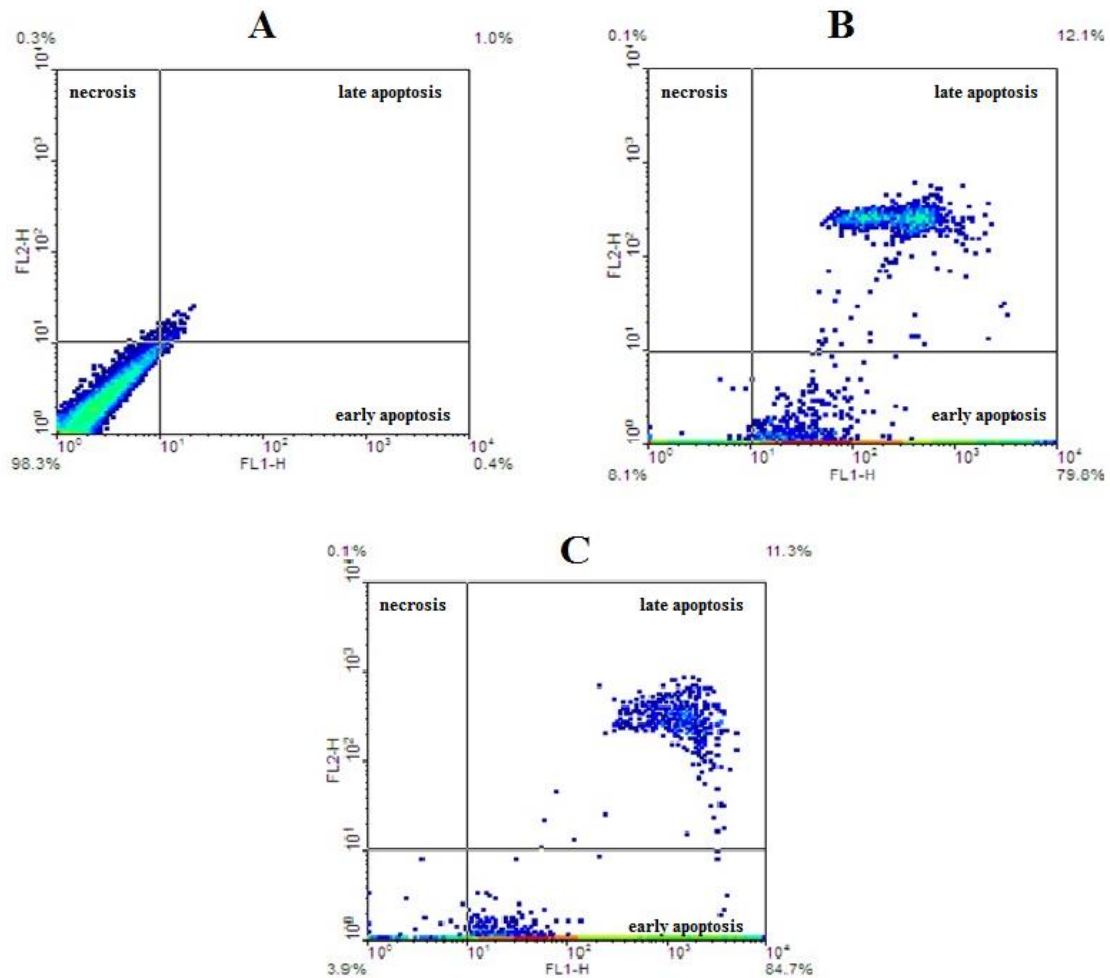 A
0.3% 1.0%
10⁴
necrosis late apoptosis
10³
FL2-H
10²
10¹
early apoptosis
10⁰
10⁰ 10¹ 10² 10³ 10⁴
98.3% FL1-H 0.4%
B
0.1% 12.1%
10⁴
necrosis late apoptosis
10³
FL2-H
10²
10¹
early apoptosis
10⁰
10⁰ 10¹ 10² 10³ 10⁴
8.1% FL1-H 79.8%
C
0.1% 11.3%
10⁴
necrosis late apoptosis
10³
FL2-H
10²
10¹
early apoptosis
10⁰
10⁰ 10¹ 10² 10³ 10⁴
3.9% FL1-H 84.7%